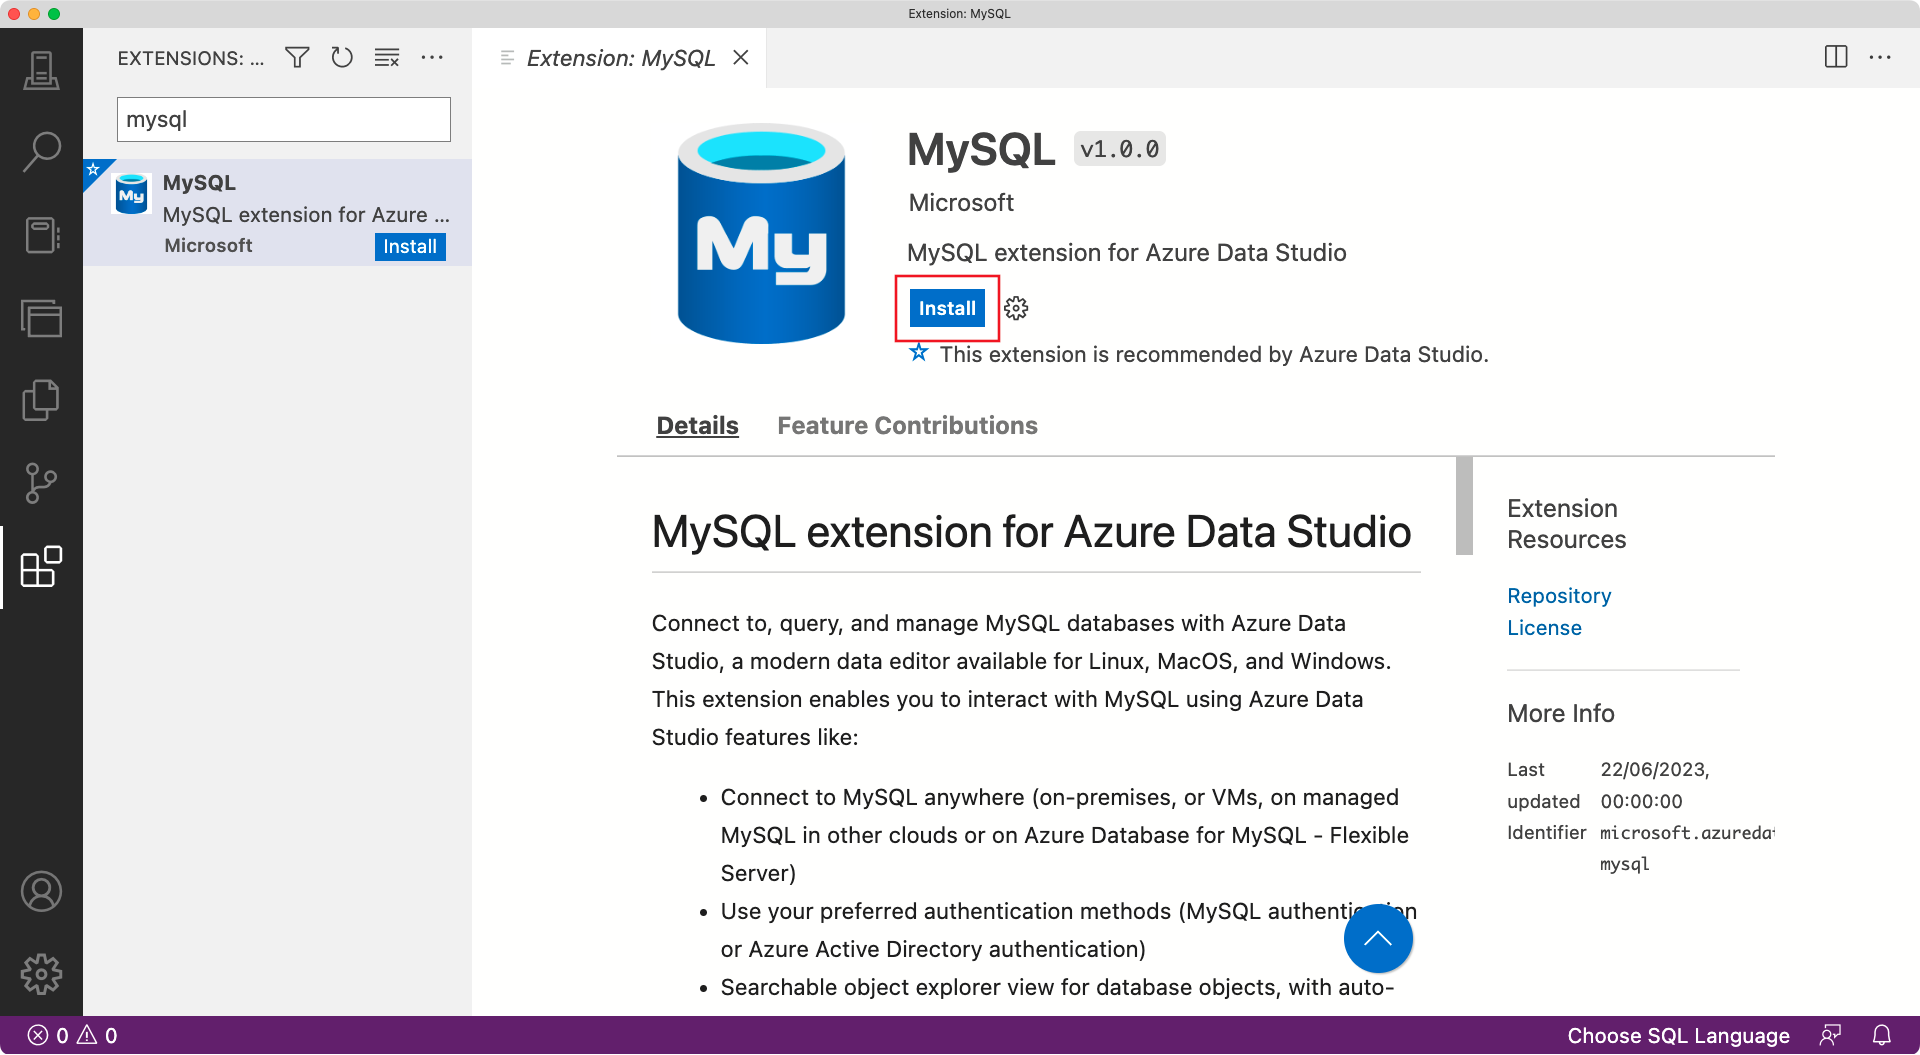 Extension: MySQL
EXTENSIONS: ...
Extension: MySQL
mysql
MySQL
MySQL extension for Azure ...
Microsoft
Install
My
My
MySQL
v1.0.0
Microsoft
MySQL extension for Azure Data Studio
Install
This extension is recommended by Azure Data Studio.
Details
Feature Contributions
MySQL extension for Azure Data Studio
Connect to, query, and manage MySQL databases with Azure Data
Studio, a modern data editor available for Linux, MacOS, and Windows.
This extension enables you to interact with MySQL using Azure Data
Studio features like:
• Connect to MySQL anywhere (on-premises, or VMs, on managed
MySQL in other clouds or on Azure Database for MySQL - Flexible
Server)
• Use your preferred authentication methods (MySQL
or Azure Active Directory authentication)
• Searchable object explorer view for database objects, with auto-
Extension
Resources
Repository
License
More Info
Last
updated
22/06/2023,
00:00:00
Identifier
mysql
0
0
Choose SQL Language